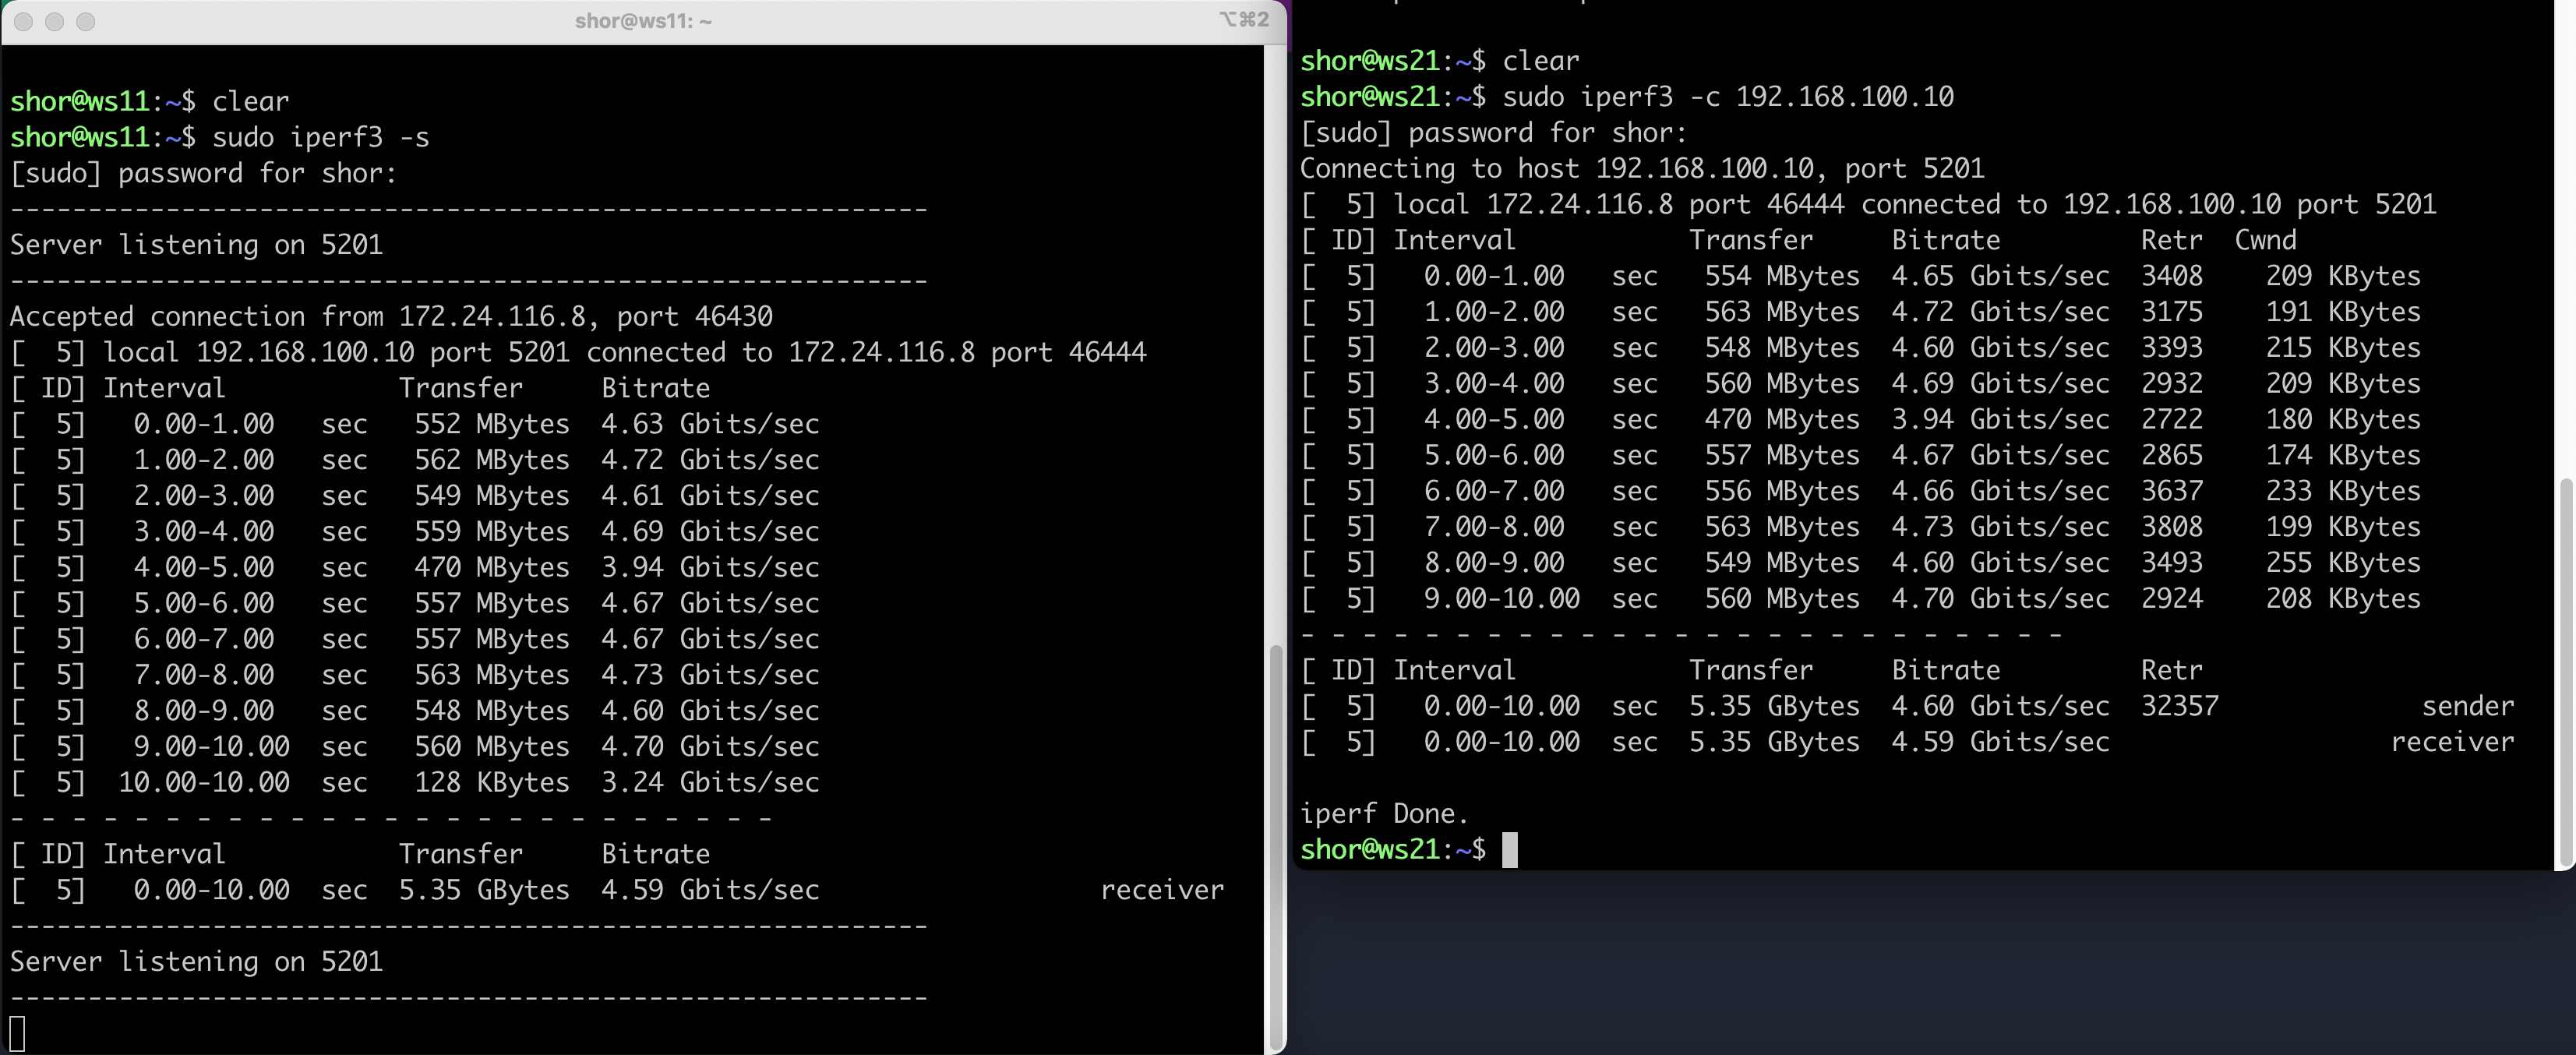 shor@ws11: ~
⌥⌘2
shor@ws11:~$ clear
shor@ws11:~$ sudo iperf3 -s
[sudo] password for shor:
-----------------------------------------------------------
Server listening on 5201
-----------------------------------------------------------
Accepted connection from 172.24.116.8, port 46430
[  5] local 192.168.100.10 port 5201 connected to 172.24.116.8 port 46444
[ ID] Interval           Transfer     Bitrate
[  5]   0.00-1.00   sec   552 MBytes  4.63 Gbits/sec
[  5]   1.00-2.00   sec   562 MBytes  4.72 Gbits/sec
[  5]   2.00-3.00   sec   549 MBytes  4.61 Gbits/sec
[  5]   3.00-4.00   sec   559 MBytes  4.69 Gbits/sec
[  5]   4.00-5.00   sec   470 MBytes  3.94 Gbits/sec
[  5]   5.00-6.00   sec   557 MBytes  4.67 Gbits/sec
[  5]   6.00-7.00   sec   557 MBytes  4.67 Gbits/sec
[  5]   7.00-8.00   sec   563 MBytes  4.73 Gbits/sec
[  5]   8.00-9.00   sec   548 MBytes  4.60 Gbits/sec
[  5]   9.00-10.00  sec   560 MBytes  4.70 Gbits/sec
[  5]  10.00-10.00  sec   128 KBytes  3.24 Gbits/sec
- - - - - - - - - - - - - - - - - - - - - - - - -
[ ID] Interval           Transfer     Bitrate
[  5]   0.00-10.00  sec  5.35 GBytes  4.59 Gbits/sec                  receiver
-----------------------------------------------------------
Server listening on 5201
-----------------------------------------------------------
shor@ws21:~$ clear
shor@ws21:~$ sudo iperf3 -c 192.168.100.10
[sudo] password for shor:
Connecting to host 192.168.100.10, port 5201
[  5] local 172.24.116.8 port 46444 connected to 192.168.100.10 port 5201
[ ID] Interval           Transfer     Bitrate         Retr  Cwnd
[  5]   0.00-1.00   sec   554 MBytes  4.65 Gbits/sec  3408    209 KBytes
[  5]   1.00-2.00   sec   563 MBytes  4.72 Gbits/sec  3175    191 KBytes
[  5]   2.00-3.00   sec   548 MBytes  4.60 Gbits/sec  3393    215 KBytes
[  5]   3.00-4.00   sec   560 MBytes  4.69 Gbits/sec  2932    209 KBytes
[  5]   4.00-5.00   sec   470 MBytes  3.94 Gbits/sec  2722    180 KBytes
[  5]   5.00-6.00   sec   557 MBytes  4.67 Gbits/sec  2865    174 KBytes
[  5]   6.00-7.00   sec   556 MBytes  4.66 Gbits/sec  3637    233 KBytes
[  5]   7.00-8.00   sec   563 MBytes  4.73 Gbits/sec  3808    199 KBytes
[  5]   8.00-9.00   sec   549 MBytes  4.60 Gbits/sec  3493    255 KBytes
[  5]   9.00-10.00  sec   560 MBytes  4.70 Gbits/sec  2924    208 KBytes
- - - - - - - - - - - - - - - - - - - - - - - - -
[ ID] Interval           Transfer     Bitrate         Retr
[  5]   0.00-10.00  sec  5.35 GBytes  4.60 Gbits/sec  32357             sender
[  5]   0.00-10.00  sec  5.35 GBytes  4.59 Gbits/sec                  receiver
iperf Done.
shor@ws21:~$